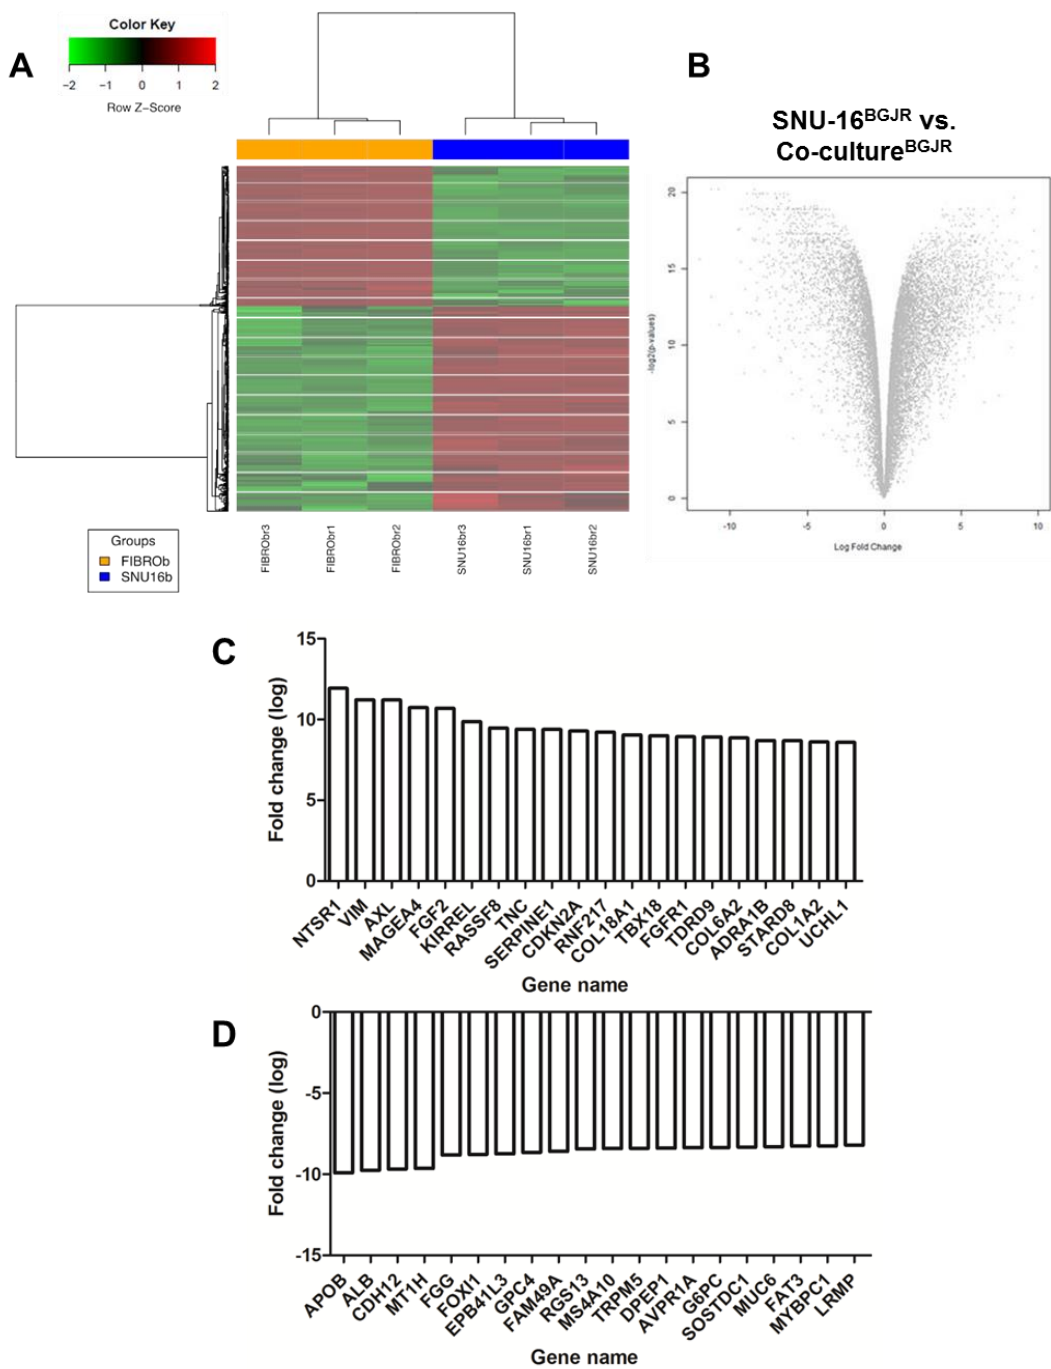 A
Color Key
−2 −1 0 1 2
Row Z−Score
FIBRObr3
FIBRObr1
FIBRObr2
SNU16br3
SNU16br1
SNU16br2
Groups
FIBROb
SNU16b
B
SNU-16BGJR vs.
Co-cultureBGJR
-log2(p-values)
20
15
10
5
0
-10 -5 0 5 10
Log Fold Change
C
Fold change (log)
15
10
5
0
NTSR1
VIM
AXL
MAGEA4
FGF2
KIRREL
RASSF8
TNC
SERPINE1
CDKN2A
RNF217
COL18A1
TBX18
FGFR1
TDRD9
COL6A2
ADRA1B
STARD8
COL1A2
UCHL1
Gene name
D
Fold change (log)
0
-5
-10
-15
APOB
ALB
CDH12
MT1H
FGG
FOXI1
EPB41L3
GPC4
FAM49A
RGS13
MS4A10
TRPM5
DPEP1
AVPR1A
G6PC
SOSTDC1
MUC6
FAT3
MYBPC1
LRMP
Gene name